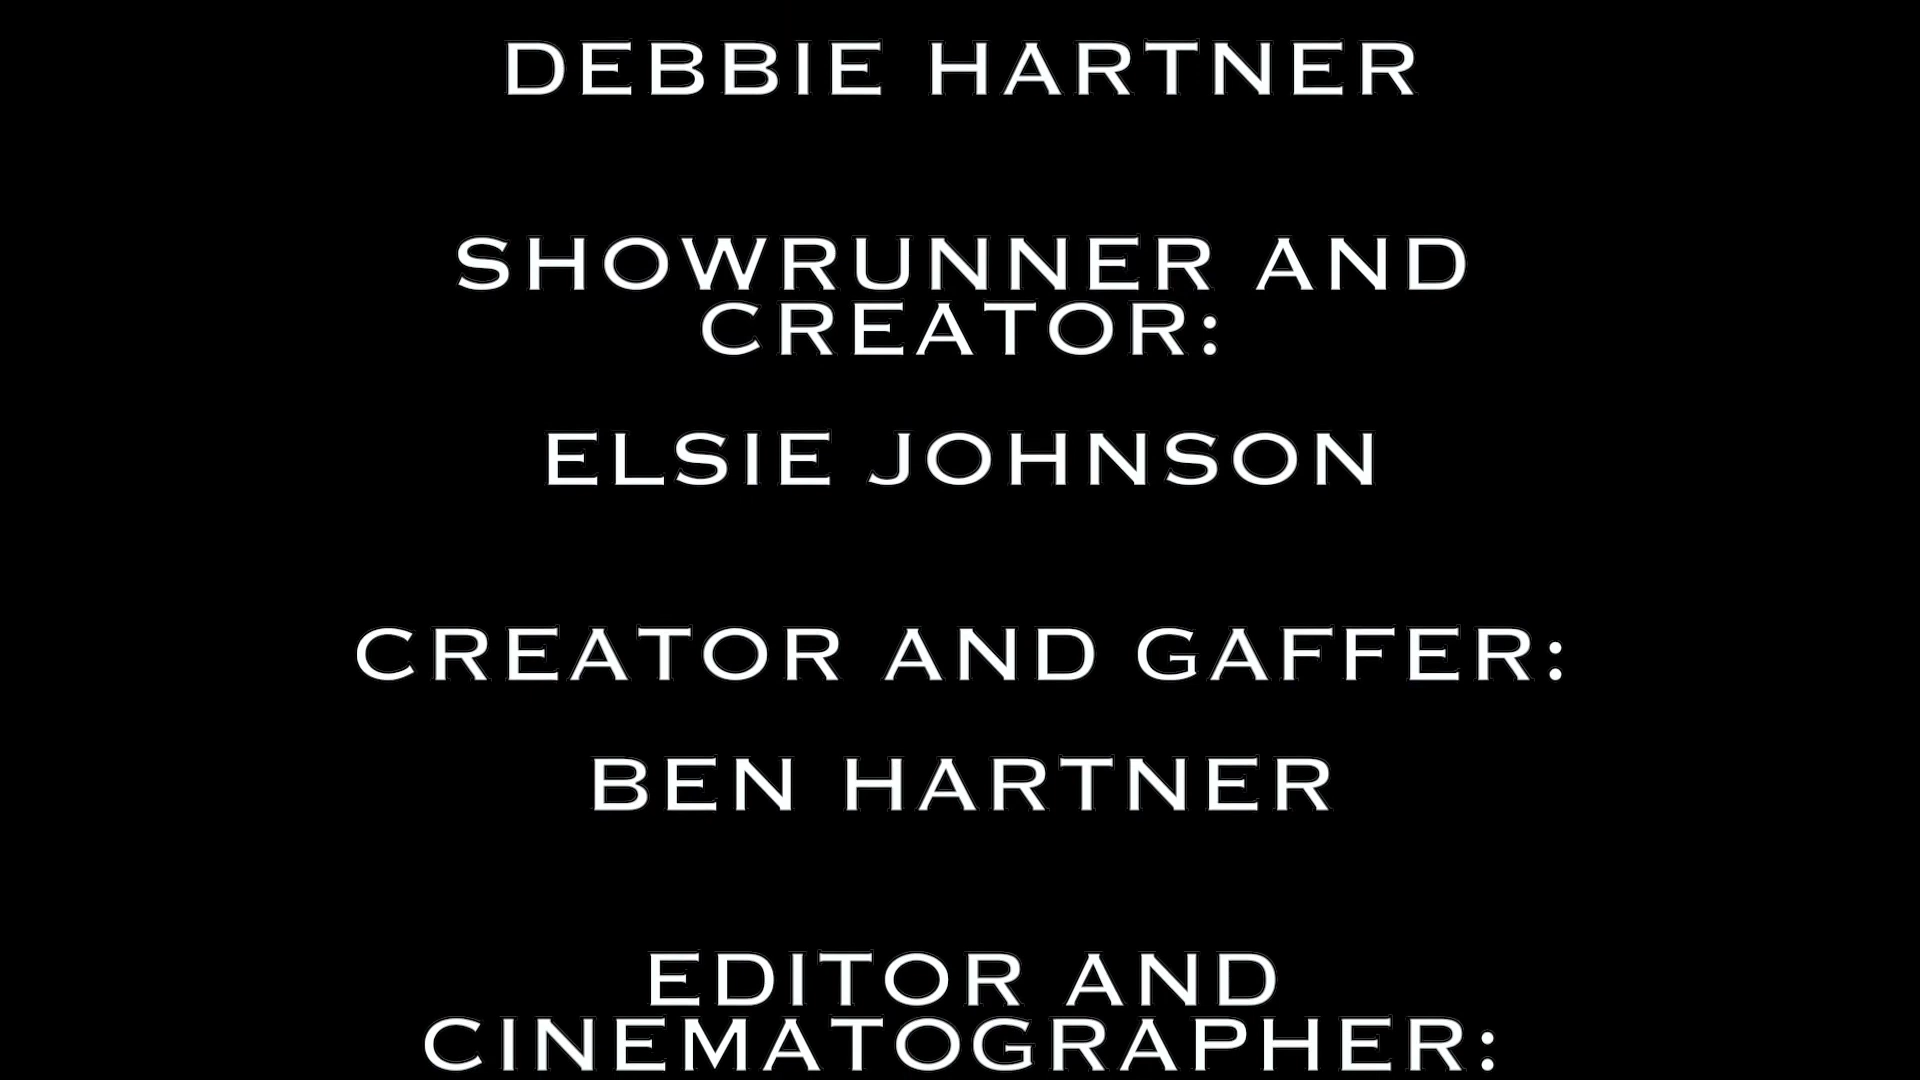 DEBBIE HARTNER
SHOWRUNNER AND
CREATOR:
ELSIE JOHNSON
CREATOR AND GAFFER:
BEN HARTNER
EDITOR AND
CINEMATOGRAPHER: